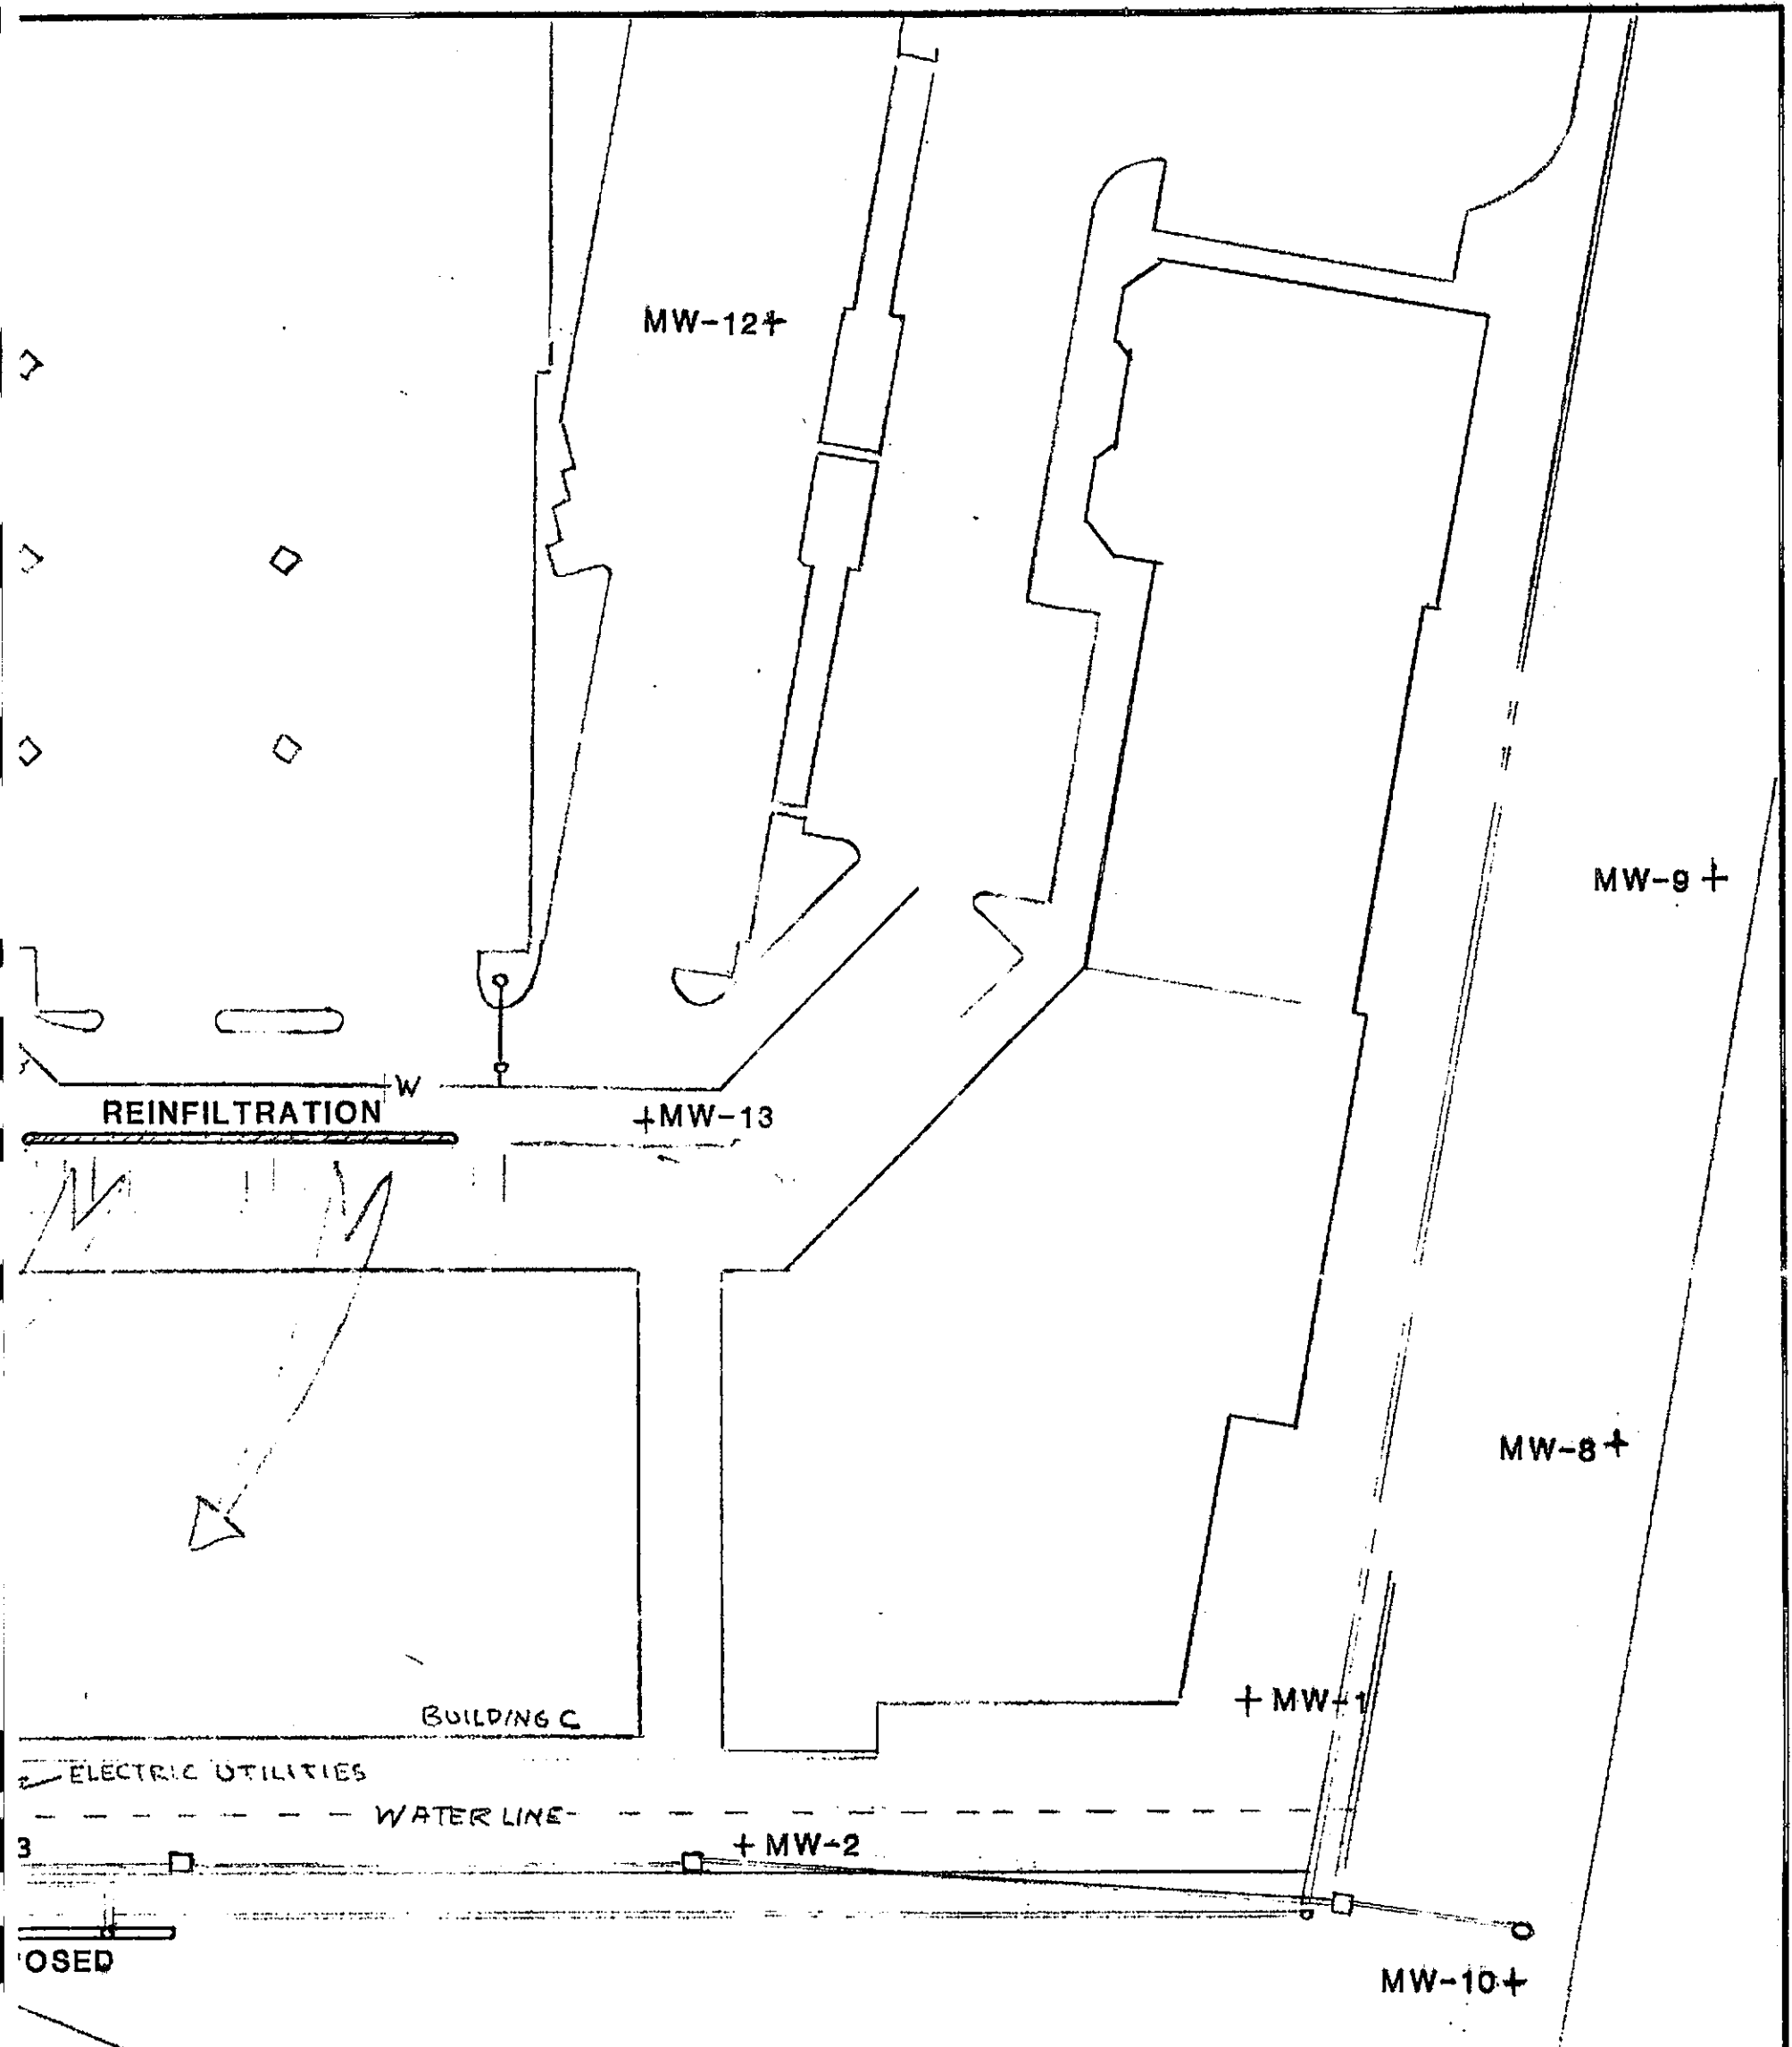 MW-12+
MW-9 +
W
REINFILTRATION
+MW-13
MW-8+
+ MW-1
BUILDING C
ELECTRIC UTILITIES
WATER LINE
3
+ MW-2
OSED
MW-10+